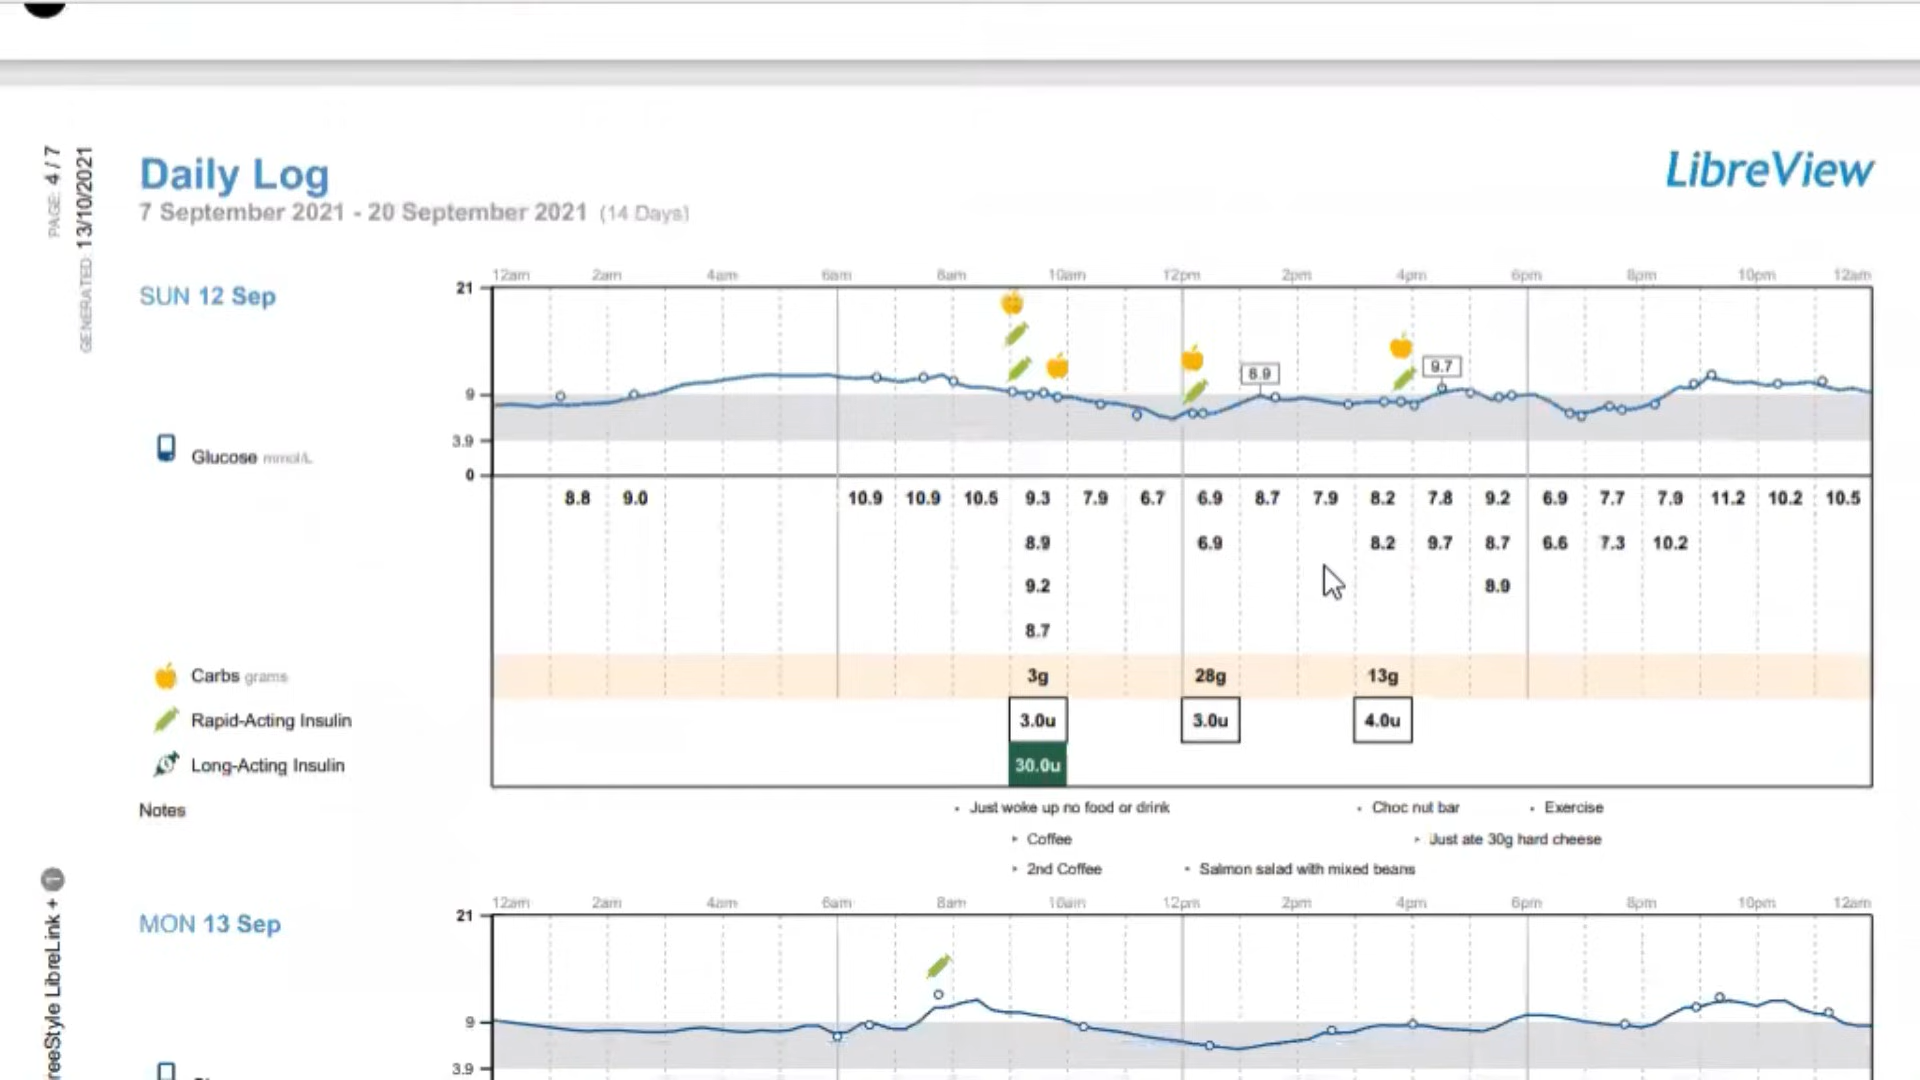 PAGE: 4 / 7
GENERATED: 13/10/2021
Daily Log
LibreView
7 September 2021 - 20 September 2021 (14 Days)
12am 2am 4am 6am 8am 10am 12pm 2pm 4pm 6pm 8pm 10pm 12am
SUN 12 Sep
21
9
3.9
0
8.9
9.7
Glucose mmol/L
8.8 9.0 10.9 10.9 10.5 9.3 7.9 6.7 6.9 8.7 7.9 8.2 7.8 9.2 6.9 7.7 7.9 11.2 10.2 10.5
8.9 6.9 8.2 9.7 8.7 6.6 7.3 10.2
9.2 8.9
8.7
Carbs grams 3g 28g 13g
Rapid-Acting Insulin 3.0u 3.0u 4.0u
Long-Acting Insulin 30.0u
Notes
Just woke up no food or drink Choc nut bar Exercise
Coffee Just ate 30g hard cheese
2nd Coffee Salmon salad with mixed beans
12am 2am 4am 6am 8am 10am 12pm 2pm 4pm 6pm 8pm 10pm 12am
MON 13 Sep
21
9
3.9
reeStyle LibreLink + 1